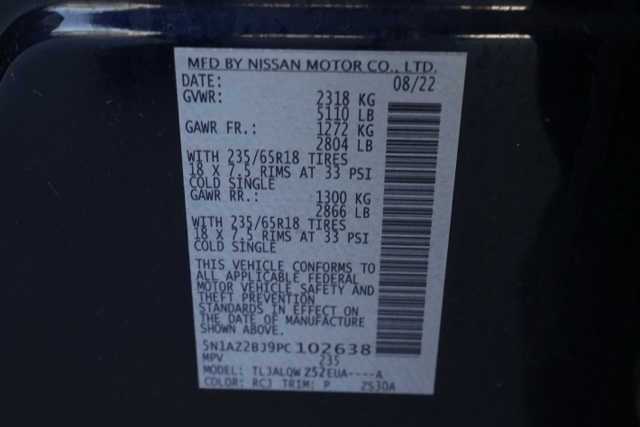 MFD BY NISSAN MOTOR CO., LTD.
DATE: 08/22
GVWR: 2318 KG
5110 LB
GAWR FR.: 1272 KG
2804 LB
WITH 235/65R18 TIRES
18 X 7.5 RIMS AT 33 PSI
COLD SINGLE
GAWR RR.: 1300 KG
2866 LB
WITH 235/65R18 TIRES
18 X 7.5 RIMS AT 33 PSI
COLD SINGLE
THIS VEHICLE CONFORMS TO
ALL APPLICABLE FEDERAL
MOTOR VEHICLE SAFETY AND
THEFT PREVENTION
STANDARDS IN EFFECT ON
THE DATE OF MANUFACTURE
SHOWN ABOVE.
5N1AZ2BJ9PC102638
MPV 235
MODEL: TLJALQWZ52EUA----A
COLOR: RCJ TRIM: P ZS30A